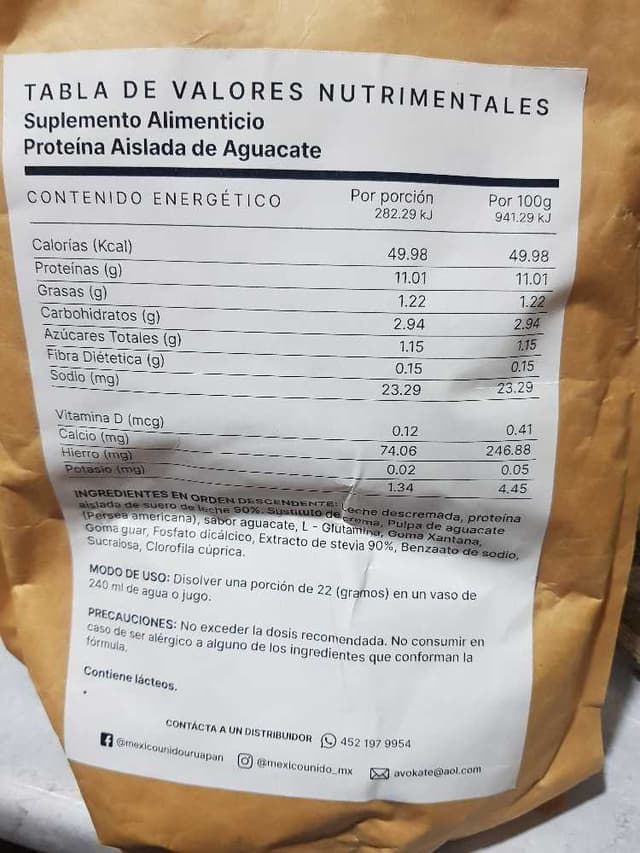 TABLA DE VALORES NUTRIMENTALES
Suplemento Alimenticio
Proteína Aislada de Aguacate
CONTENIDO ENERGÉTICO Por porción Por 100g
282.29 kJ 941.29 kJ
Calorías (Kcal) 49.98 49.98
Proteínas (g) 11.01 11.01
Grasas (g) 1.22 1.22
Carbohidratos (g) 2.94 2.94
Azúcares Totales (g) 1.15 1.15
Fibra Diétetica (g) 0.15 0.15
Sodio (mg) 23.29 23.29
Vitamina D (mcg) 0.12 0.41
Calcio (mg) 74.06 246.88
Hierro (mg) 0.02 0.05
Potasio (mg) 1.34 4.45
INGREDIENTES EN ORDEN DESCENDENTE: Leche descremada, proteína
aislada de suero de leche 90%. Sustituto de crema, Pulpa de aguacate
(Persea americana), sabor aguacate, L - Glutamina, Goma Xantana,
Goma guar, Fosfato dicálcico, Extracto de stevia 90%, Benzaato de sodio,
Sucralosa, Clorofila cúprica.
MODO DE USO: Disolver una porción de 22 (gramos) en un vaso de
240 ml de agua o jugo.
PRECAUCIONES: No exceder la dosis recomendada. No consumir en
caso de ser alérgico a alguno de los ingredientes que conforman la
fórmula.
Contiene lácteos.
CONTÁCTA A UN DISTRIBUIDOR 452 197 9954
@mexicounidouruapan @mexicounido_mx avokate@aol.com